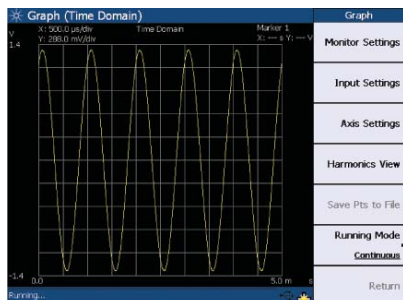 Graph (Time Domain)
Graph
V
X: 500.0 µs/div
Time Domain
Marker 1
Y: 288.0 mV/div
X: --- s Y: --- V
1.4
-1.4
0.0
5.0 m
s
Running...
Monitor Settings
Input Settings
Axis Settings
Harmonics View
Save Pts to File
Running Mode
Continuous
Return